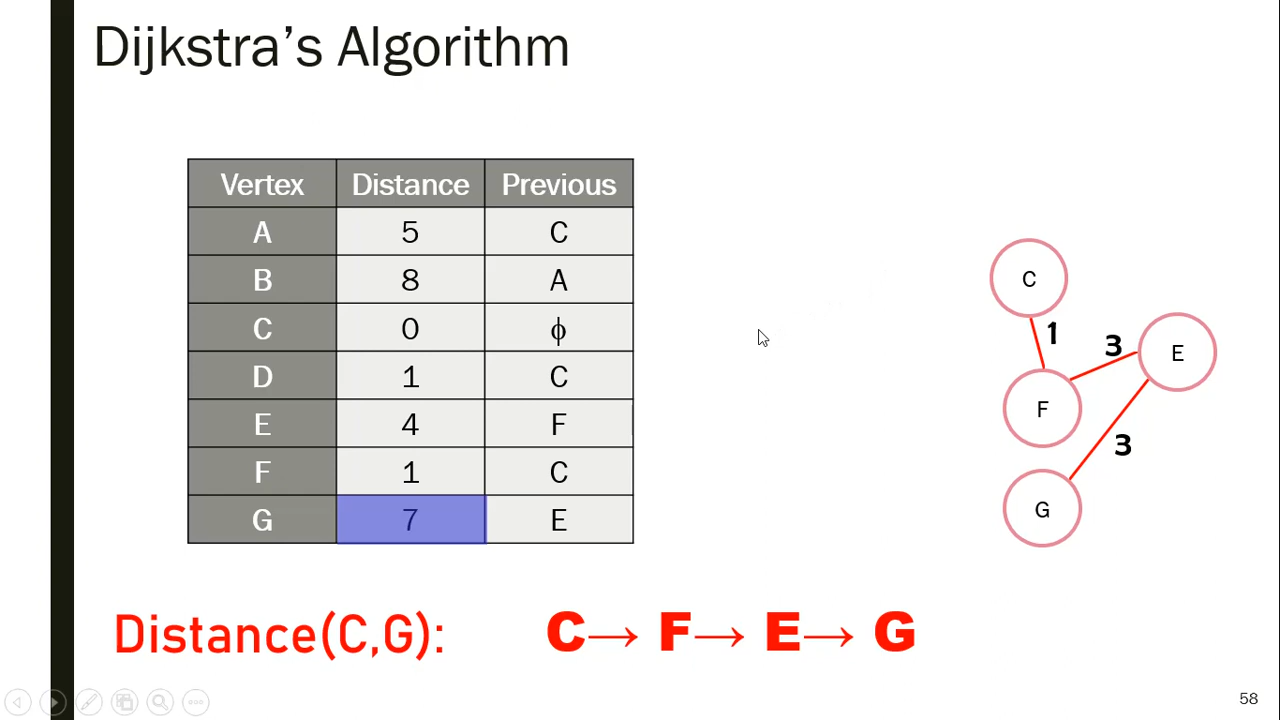 Dijkstra’s Algorithm
Vertex Distance Previous
A 5 C
B 8 A
C 0 ϕ
D 1 C
E 4 F
F 1 C
G 7 E
C
1
3
E
F
3
G
Distance(C,G): C→ F→ E→ G
58